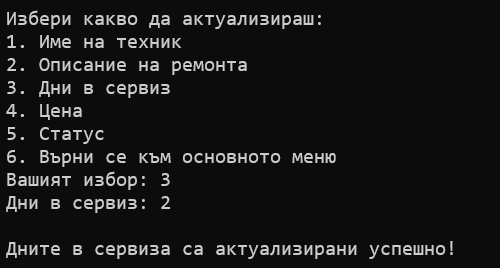 Избери какво да актуализираш:
1. Име на техник
2. Описание на ремонта
3. Дни в сервиз
4. Цена
5. Статус
6. Върни се към основното меню
Вашият избор: 3
Дни в сервиз: 2
Дните в сервиза са актуализирани успешно!